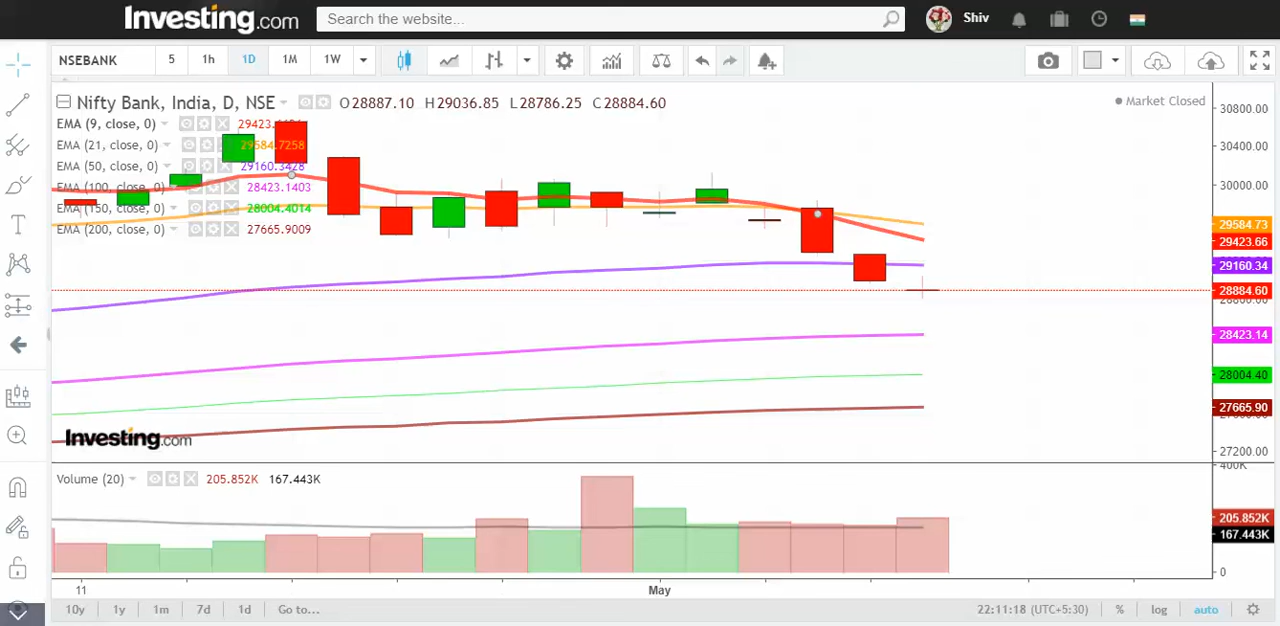 Investing.com
Search the website...
Shiv
NSEBANK 5 1h 1D 1M 1W
Nifty Bank, India, D, NSE O28887.10 H29036.85 L28786.25 C28884.60
Market Closed
EMA (9, close, 0)
EMA (21, close, 0) 29584.7258
EMA (50, close, 0) 29160.3428
EMA (100, close, 0) 28423.1403
EMA (150, close, 0) 28004.4014
EMA (200, close, 0) 27665.9009
30800.00
30400.00
30000.00
29584.73
29423.66
29160.34
28884.60
28423.14
28004.40
27665.90
27200.00
Investing.com
Volume (20) 205.852K 167.443K
400K
205.852K
167.443K
0
11 May
10y 1y 1m 7d 1d Go to... 22:11:18 (UTC+5:30) % log auto